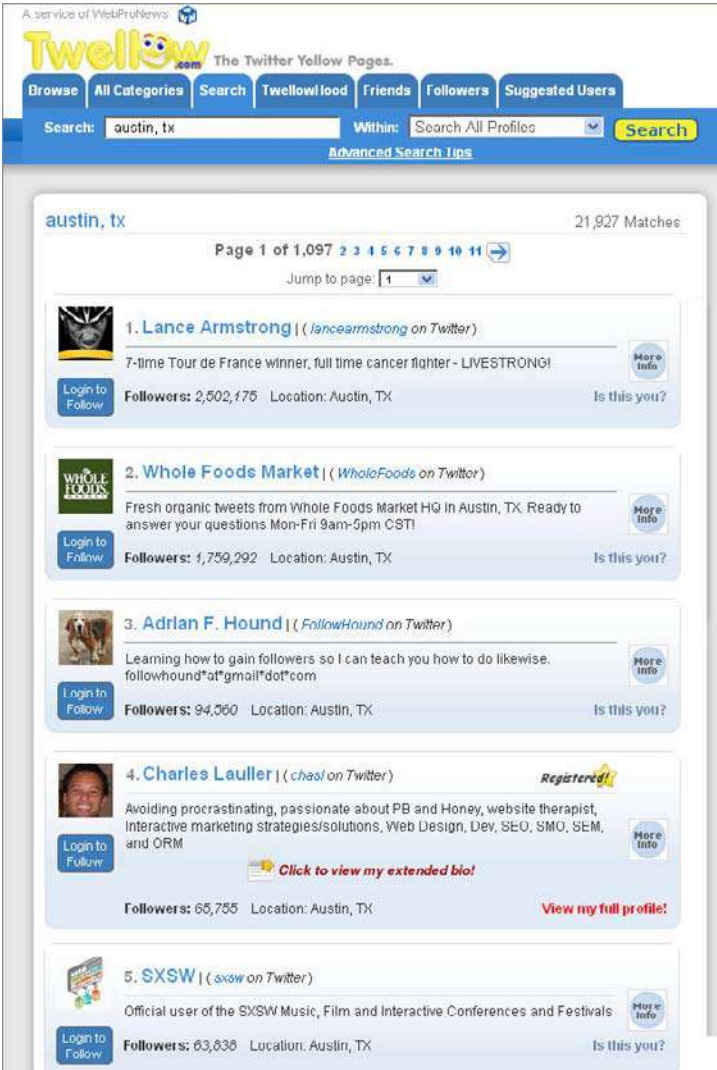 A service of WebProNews
Twellow.com The Twitter Yellow Pages.
Browse All Categories Search TwellowHood Friends Followers Suggested Users
Search: austin, tx Within: Search All Profiles Search
Advanced Search Tips
austin, tx 21,927 Matches
Page 1 of 1,097 2 3 4 5 6 7 8 9 10 11
Jump to page: 1
1. Lance Armstrong | ( lancearmstrong on Twitter )
7-time Tour de France winner, full time cancer fighter - LIVESTRONG!
More Info
Login to Follow
Followers: 2,502,175 Location: Austin, TX Is this you?
WHOLE FOODS MARKET
2. Whole Foods Market | ( WholeFoods on Twitter )
Fresh organic tweets from Whole Foods Market HQ in Austin, TX. Ready to
answer your questions Mon-Fri 9am-5pm CST!
More Info
Login to Follow
Followers: 1,759,292 Location: Austin, TX Is this you?
3. Adrian F. Hound | ( FollowHound on Twitter )
Learning how to gain followers so I can teach you how to do likewise.
followhound*at*gmail*dot*com
More Info
Login to Follow
Followers: 94,560 Location: Austin, TX Is this you?
4. Charles Lauller | ( chasl on Twitter ) Registered!
Avoiding procrastinating, passionate about PB and Honey, website therapist,
Interactive marketing strategies/solutions, Web Design, Dev, SEO, SMO, SEM,
and ORM
More Info
Login to Follow
Click to view my extended bio!
Followers: 65,755 Location: Austin, TX View my full profile!
5. SXSW | ( sxsw on Twitter )
Official user of the SXSW Music, Film and Interactive Conferences and Festivals
More Info
Login to Follow
Followers: 63,838 Location: Austin, TX Is this you?